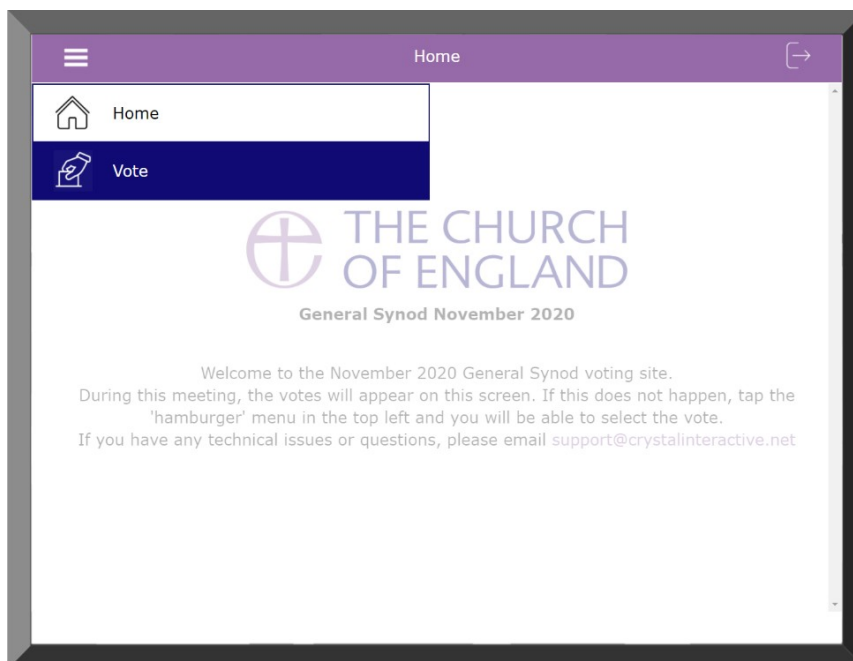 Home
Home
Vote
THE CHURCH
OF ENGLAND
General Synod November 2020
Welcome to the November 2020 General Synod voting site.
During this meeting, the votes will appear on this screen. If this does not happen, tap the
'hamburger' menu in the top left and you will be able to select the vote.
If you have any technical issues or questions, please email support@crystalinteractive.net